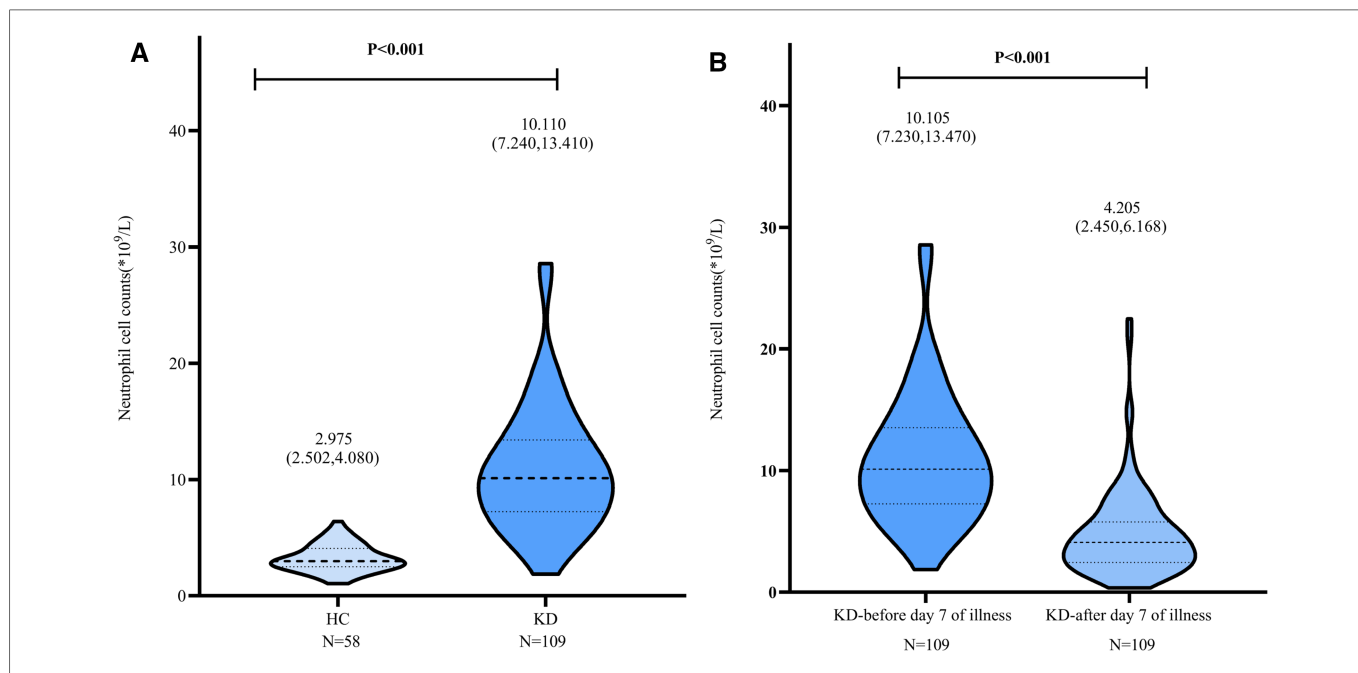 A
P<0.001
10.110
(7.240,13.410)
2.975
(2.502,4.080)
Neutrophil cell counts(*10⁹/L)
40
30
20
10
0
HC
KD
N=58
N=109
B
P<0.001
10.105
(7.230,13.470)
4.205
(2.450,6.168)
Neutrophil cell counts(*10⁹/L)
40
30
20
10
0
KD-before day 7 of illness
KD-after day 7 of illness
N=109
N=109